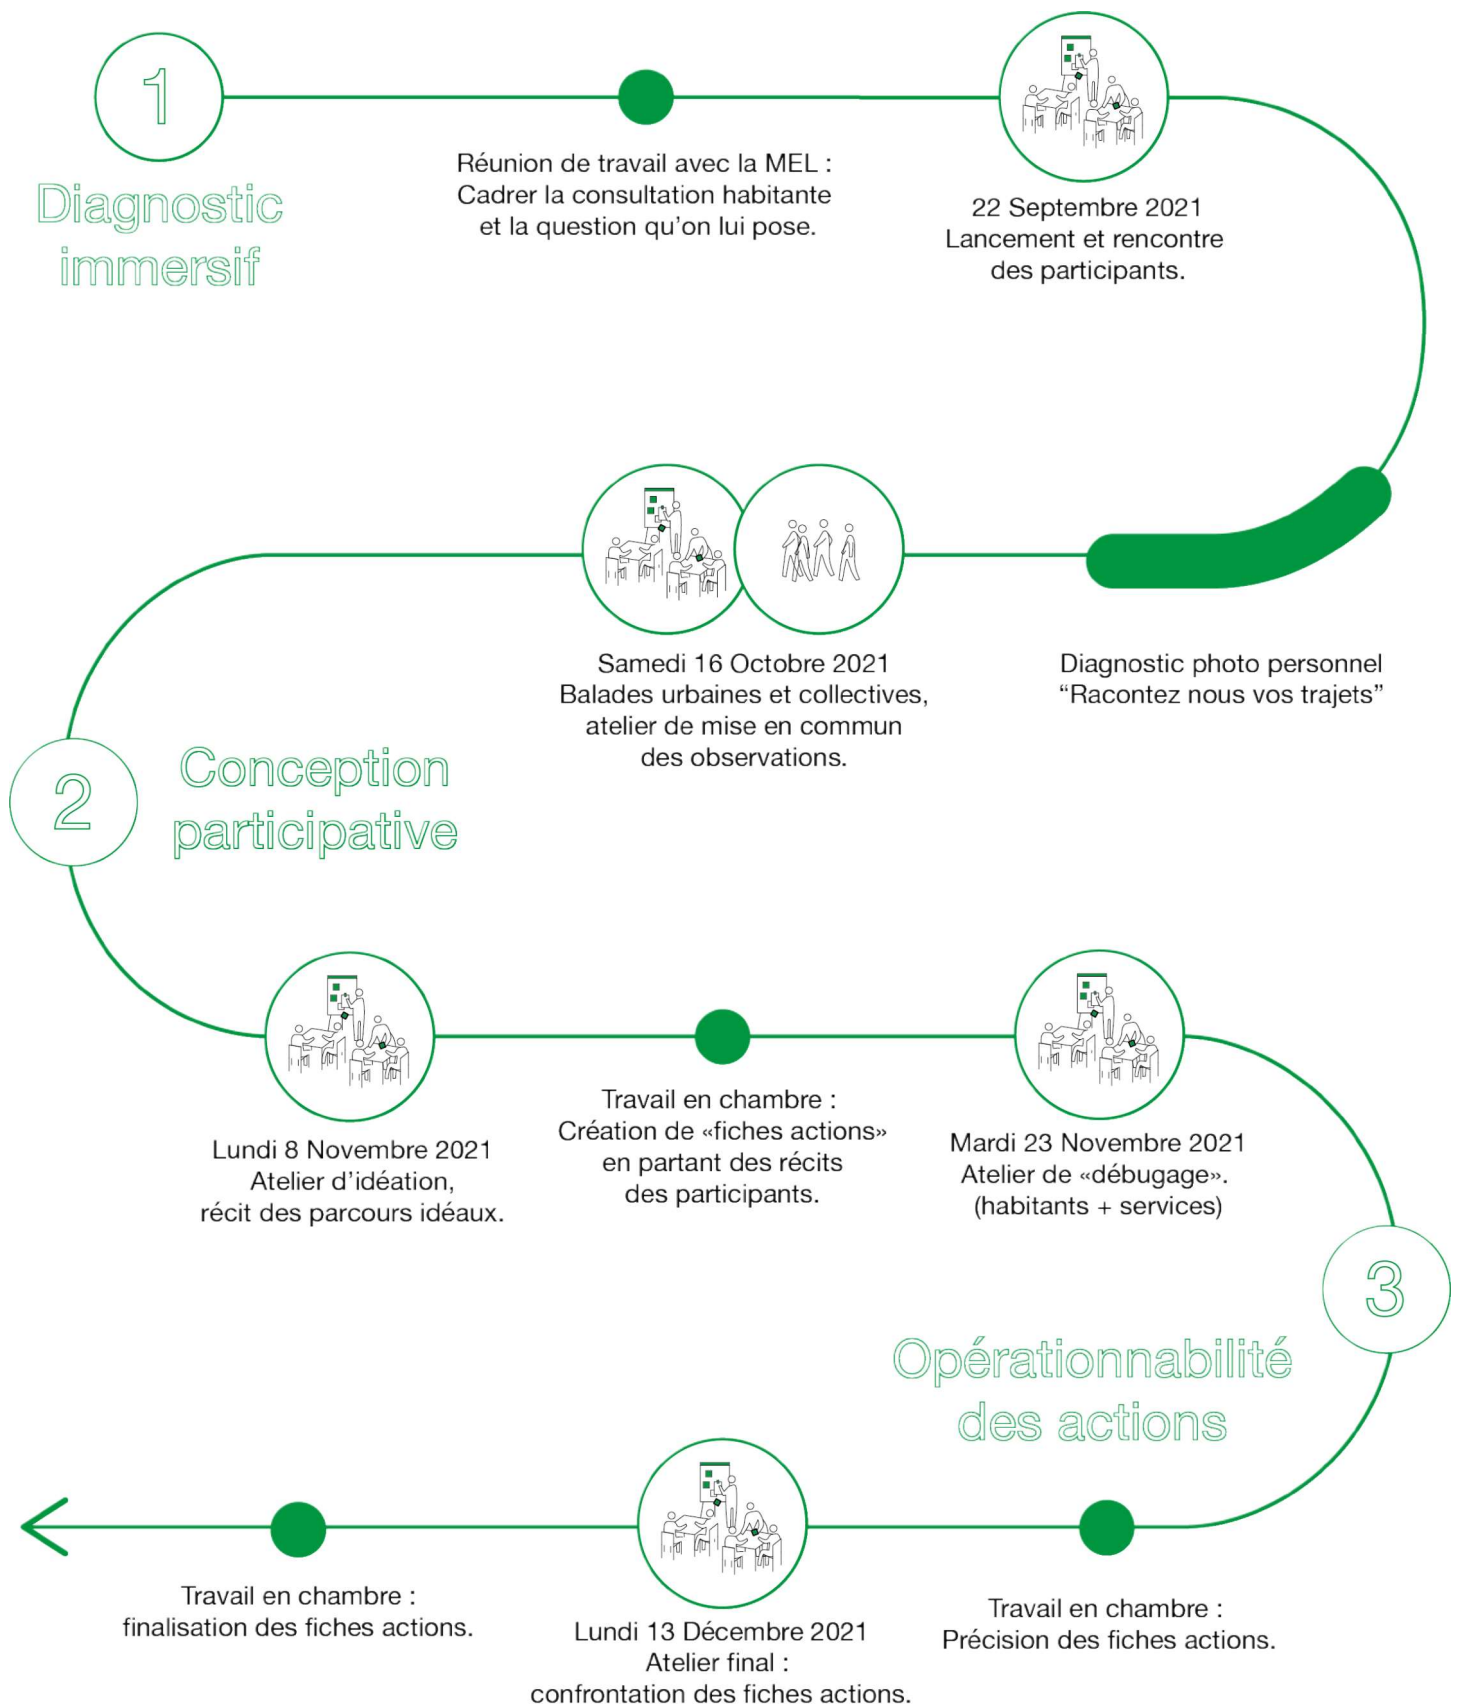 1
Diagnostic
immersif
Réunion de travail avec la MEL :
Cadrer la consultation habitante
et la question qu'on lui pose.
22 Septembre 2021
Lancement et rencontre
des participants.
Diagnostic photo personnel
“Racontez nous vos trajets”
Samedi 16 Octobre 2021
Balades urbaines et collectives,
atelier de mise en commun
des observations.
2
Conception
participative
Lundi 8 Novembre 2021
Atelier d'idéation,
récit des parcours idéaux.
Travail en chambre :
Création de «fiches actions»
en partant des récits
des participants.
Mardi 23 Novembre 2021
Atelier de «débugage».
(habitants + services)
3
Opérationnabilité
des actions
Travail en chambre :
Précision des fiches actions.
Lundi 13 Décembre 2021
Atelier final :
confrontation des fiches actions.
Travail en chambre :
finalisation des fiches actions.